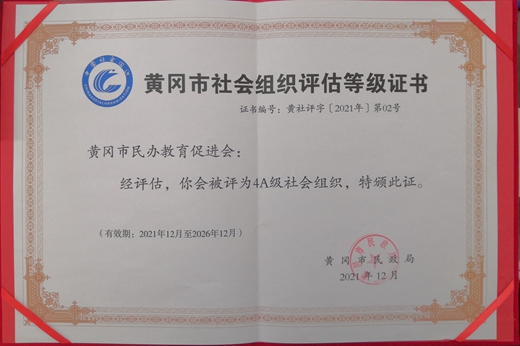 黄冈市社会组织评估等级证书
证书编号：黄社评字〔2021年〕第02号
黄冈市民办教育促进会：
经评估，你会被评为4A级社会组织，特颁此证。
（有效期：2021年12月至2026年12月）
黄冈市民政局
2021年12月